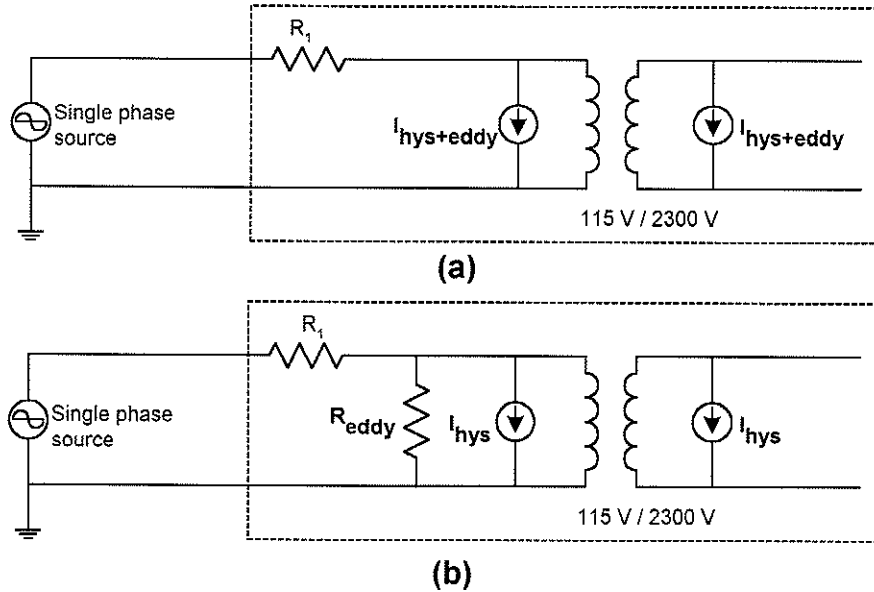 R1
Single phase
source
Ihys+eddy
Ihys+eddy
115 V / 2300 V
(a)
R1
Single phase
source
Reddy
Ihys
Ihys
115 V / 2300 V
(b)